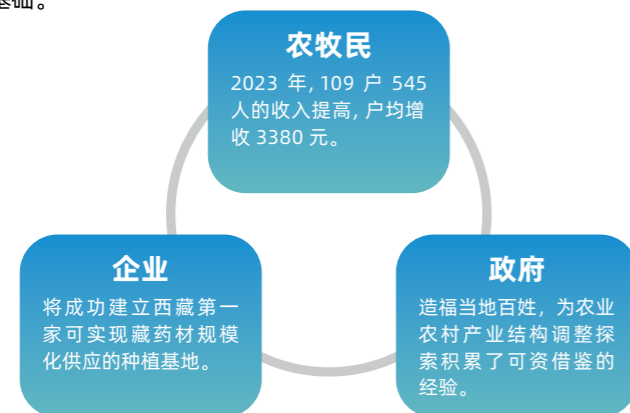 基础。
农牧民
2023 年, 109 户 545
人的收入提高, 户均增
收 3380 元。
企业
将成功建立西藏第一
家可实现藏药材规模
化供应的种植基地。
政府
造福当地百姓，为农业
农村产业结构调整探
索积累了可资借鉴的
经验。